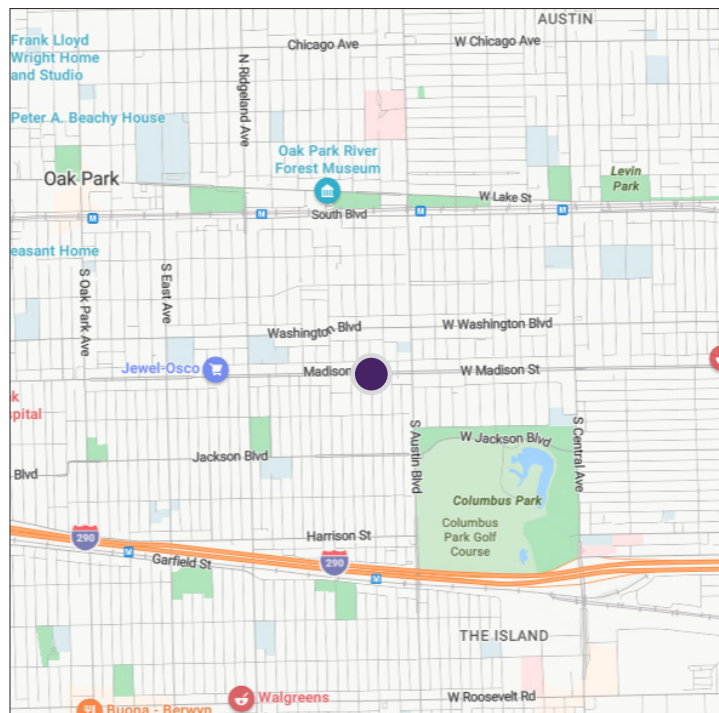 AUSTIN
Frank Lloyd
Wright Home
and Studio
Chicago Ave
W Chicago Ave
N Ridgeland Ave
Peter A. Beachy House
Oak Park River
Forest Museum
Oak Park
Levin
Park
W Lake St
South Blvd
M
M
M
M
easant Home
S Oak Park Ave
S East Ave
Washington Blvd
W Washington Blvd
Jewel-Osco
Madison
W Madison St
k
spital
S Austin Blvd
W Jackson Blvd
S Central Ave
Jackson Blvd
Blvd
Columbus Park
Columbus
Park Golf
Course
Harrison St
290
Garfield St
290
M
M
THE ISLAND
Walgreens
W Roosevelt Rd
Buona - Berwyn